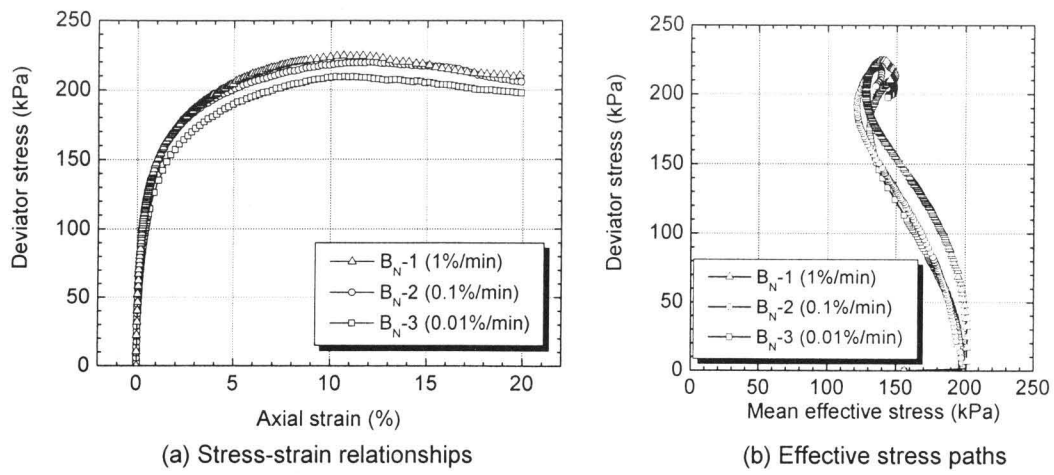 Deviator stress (kPa)
250
200
150
100
50
0
0
5
10
15
20
Axial strain (%)
B_N-1 (1%/min)
B_N-2 (0.1%/min)
B_N-3 (0.01%/min)
(a) Stress-strain relationships
Deviator stress (kPa)
250
200
150
100
50
0
0
50
100
150
200
250
Mean effective stress (kPa)
B_N-1 (1%/min)
B_N-2 (0.1%/min)
B_N-3 (0.01%/min)
(b) Effective stress paths